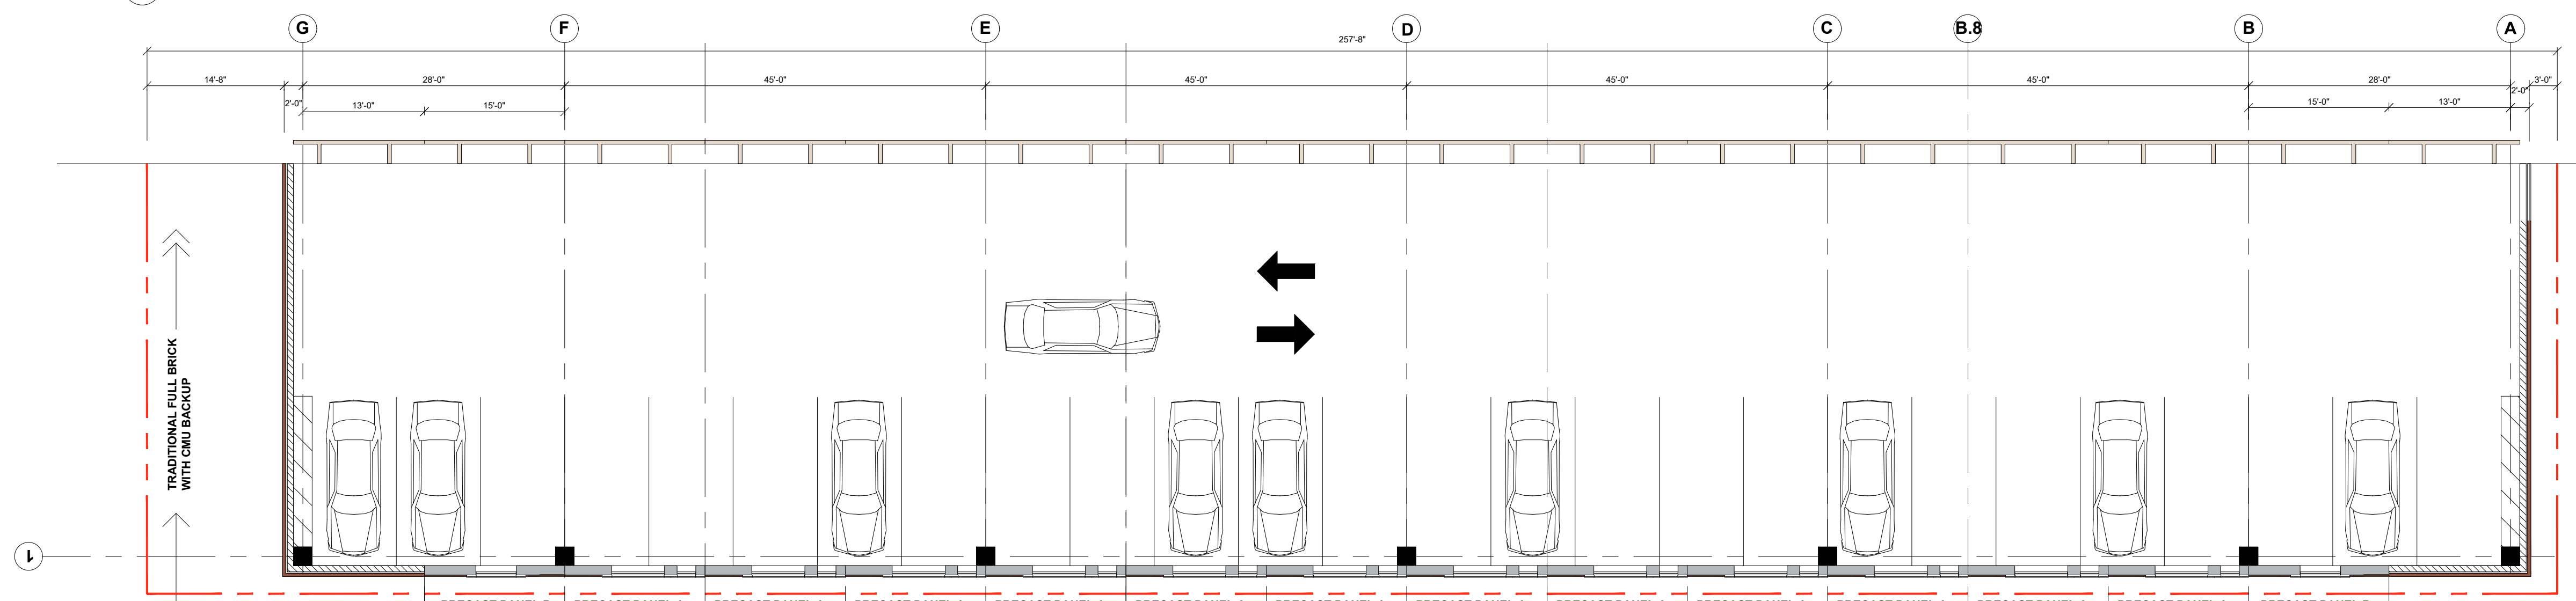 G F E D C B.8 B A
257'-8"
14'-8" 28'-0" 45'-0" 45'-0" 45'-0" 45'-0" 28'-0" 3'-0"
2'-0" 13'-0" 15'-0" 15'-0" 13'-0" 2'-0"
TRADITIONAL FULL BRICK
WITH CMU BACKUP
1